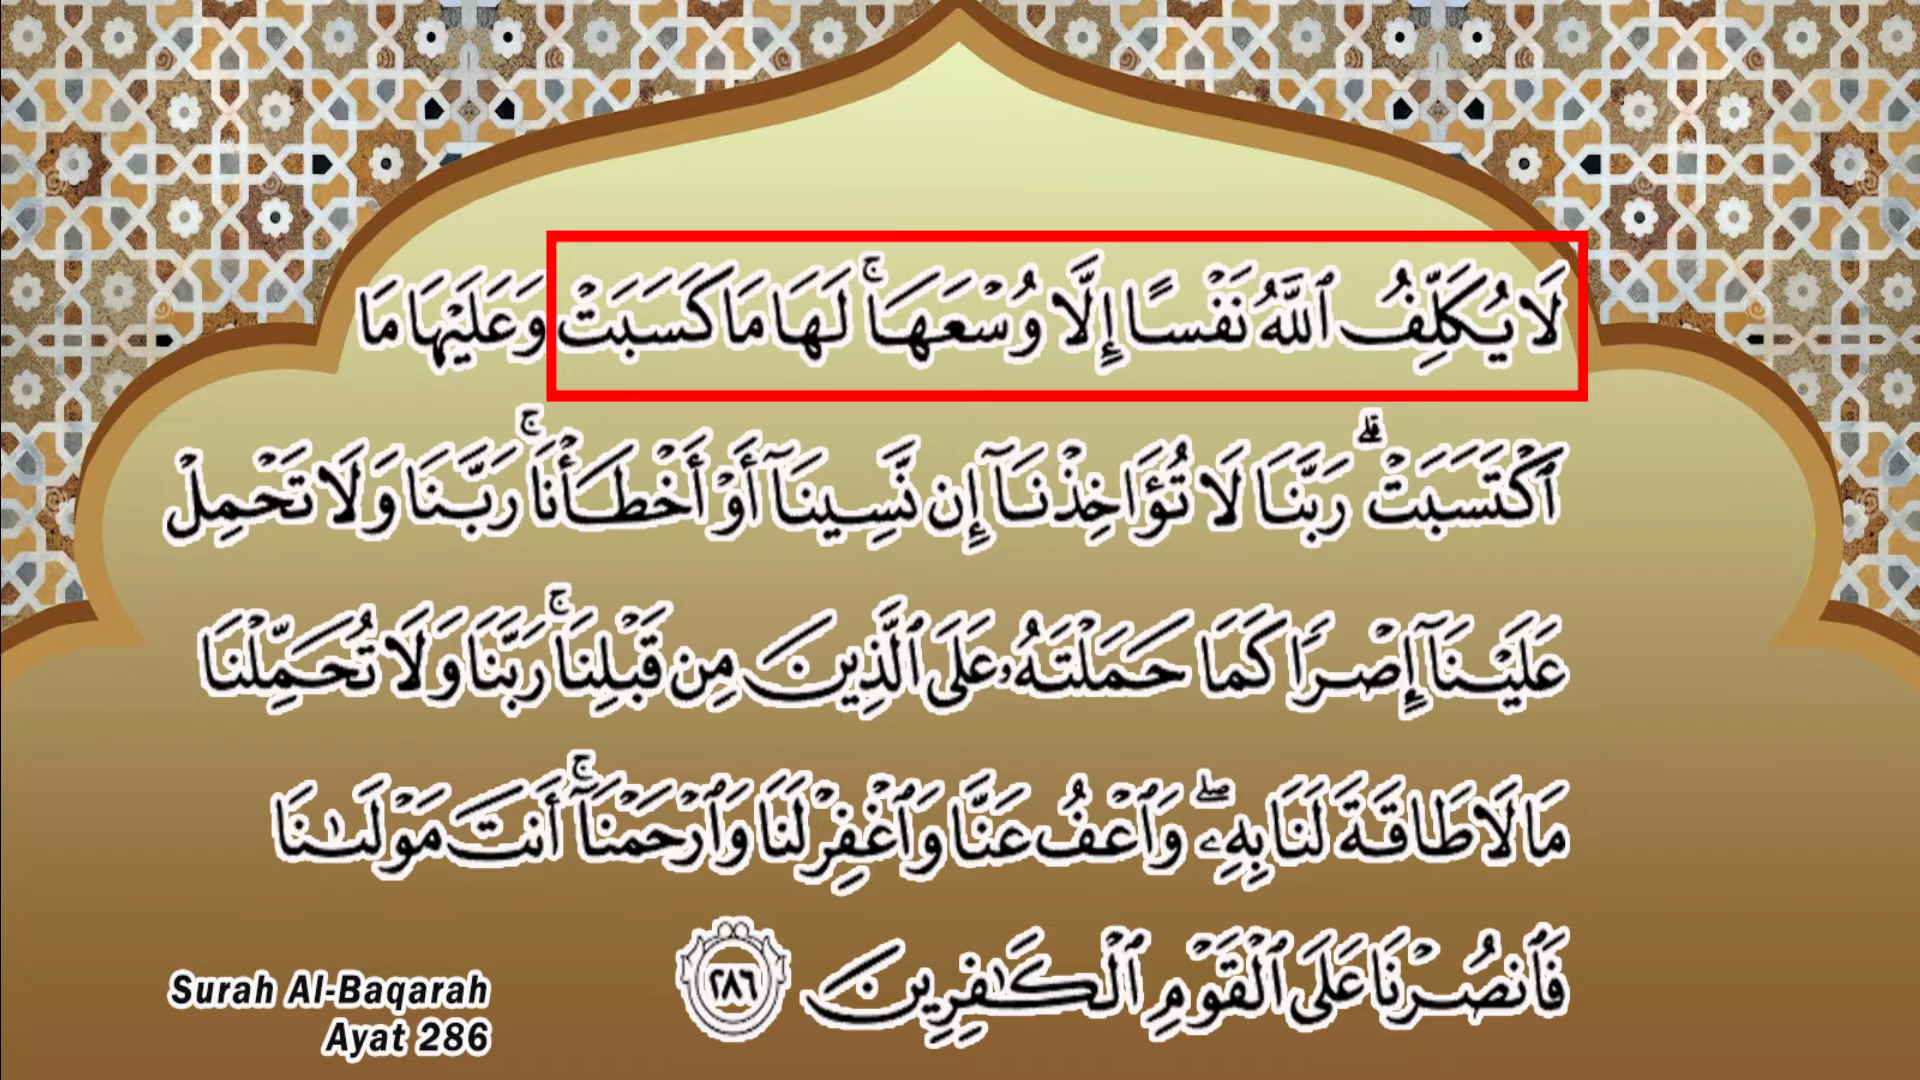 لَا يُكَلِّفُ ٱللَّهُ نَفْسًا إِلَّا وُسْعَهَا ۚ لَهَا مَا كَسَبَتْ وَعَلَيْهَا مَا
ٱكْتَسَبَتْ ۗ رَبَّنَا لَا تُؤَاخِذْنَآ إِن نَّسِينَآ أَوْ أَخْطَأْنَا ۚ رَبَّنَا وَلَا تَحْمِلْ
عَلَيْنَآ إِصْرًا كَمَا حَمَلْتَهُۥ عَلَى ٱلَّذِينَ مِن قَبْلِنَا ۚ رَبَّنَا وَلَا تُحَمِّلْنَا
مَا لَا طَاقَةَ لَنَا بِهِۦ ۖ وَٱعْفُ عَنَّا وَٱغْفِرْ لَنَا وَٱرْحَمْنَآ ۚ أَنتَ مَوْلَىٰنَا
فَٱنصُرْنَا عَلَى ٱلْقَوْمِ ٱلْكَـٰفِرِينَ ٢٨٦
Surah Al-Baqarah
Ayat 286